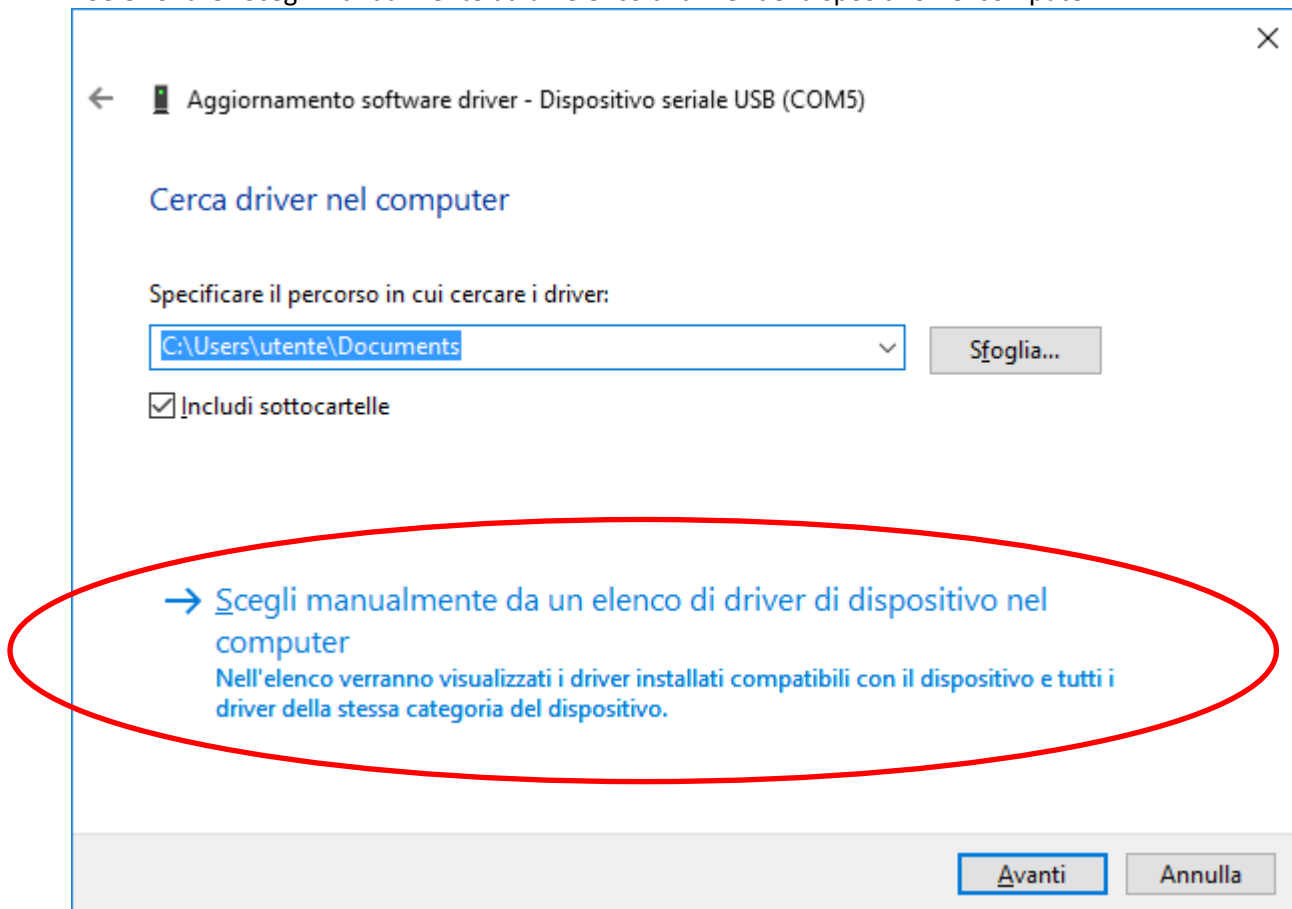 Aggiornamento software driver - Dispositivo seriale USB (COM5)
Cerca driver nel computer
Specificare il percorso in cui cercare i driver:
C:\Users\utente\Documents
Sfoglia...
Includi sottocartelle
Scegli manualmente da un elenco di driver di dispositivo nel
computer
Nell'elenco verranno visualizzati i driver installati compatibili con il dispositivo e tutti i
driver della stessa categoria del dispositivo.
Avanti
Annulla